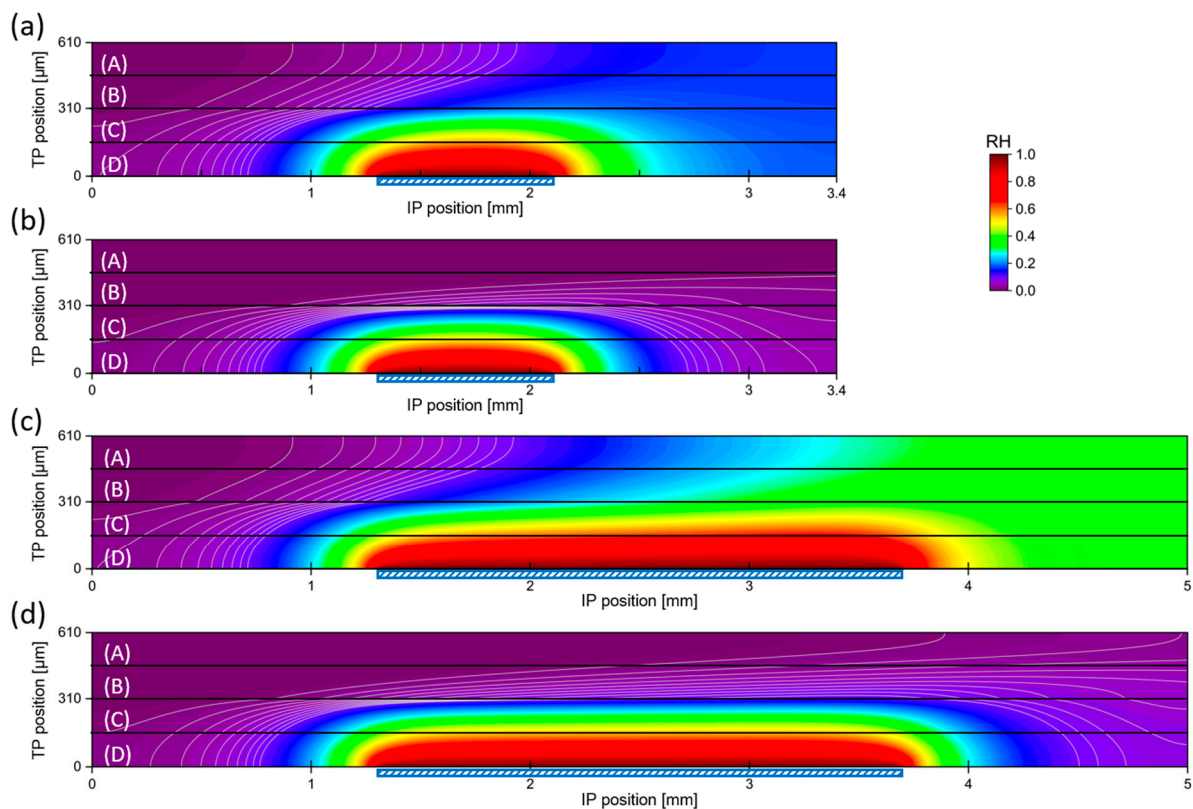 (a)
TP position [µm]
610
310
0
(A)
(B)
(C)
(D)
0
1
2
3
3.4
IP position [mm]
RH
1.0
0.8
0.6
0.4
0.2
0.0
(b)
TP position [µm]
610
310
0
(A)
(B)
(C)
(D)
0
1
2
3
3.4
IP position [mm]
(c)
TP position [µm]
610
310
0
(A)
(B)
(C)
(D)
0
1
2
3
4
5
IP position [mm]
(d)
TP position [µm]
610
310
0
(A)
(B)
(C)
(D)
0
1
2
3
4
5
IP position [mm]